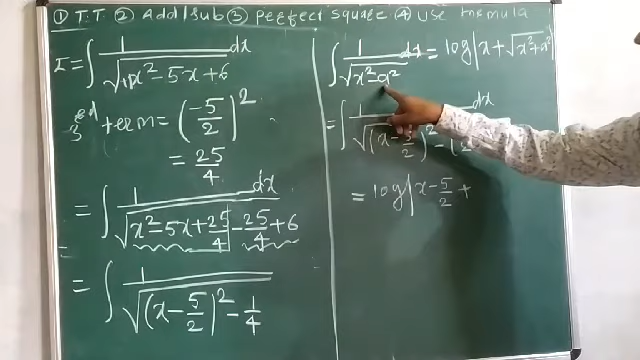 ① T.T. ② Add/sub ③ Perfect square ④ Use formula
I = ∫ 1/√(1x² - 5x + 6) dx
3rd term = (-5/2)²
= 25/4
= ∫ 1/√(x² - 5x + 25/4 - 25/4 + 6) dx
=
= ∫ 1/√((x - 5/2)² - 1/4)
∫ 1/√(x² - a²) dx = log|x + √(x² + a²)|
= ∫ 1/√((x - 5/2)² - (1/2 dx
= log|x - 5/2 +